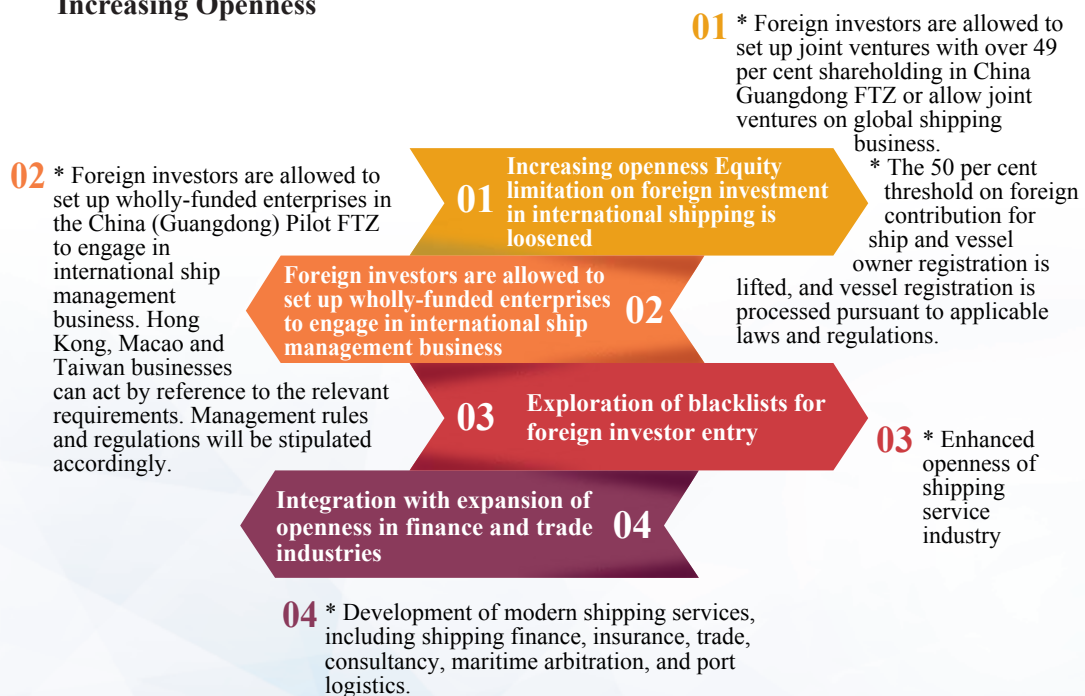 Increasing Openness
01 * Foreign investors are allowed to
set up joint ventures with over 49
per cent shareholding in China
Guangdong FTZ or allow joint
ventures on global shipping
business.
* The 50 per cent
threshold on foreign
contribution for
ship and vessel
owner registration is
lifted, and vessel registration is
processed pursuant to applicable
laws and regulations.
01 Increasing openness Equity
limitation on foreign investment
in international shipping is
loosened
02 * Foreign investors are allowed to
set up wholly-funded enterprises in
the China (Guangdong) Pilot FTZ
to engage in
international ship
management
business. Hong
Kong, Macao and
Taiwan businesses
can act by reference to the relevant
requirements. Management rules
and regulations will be stipulated
accordingly.
Foreign investors are allowed to
set up wholly-funded enterprises
to engage in international ship
management business
02
03 Exploration of blacklists for
foreign investor entry
03 * Enhanced
openness of
shipping
service
industry
Integration with expansion of
openness in finance and trade
industries
04
04 * Development of modern shipping services,
including shipping finance, insurance, trade,
consultancy, maritime arbitration, and port
logistics.